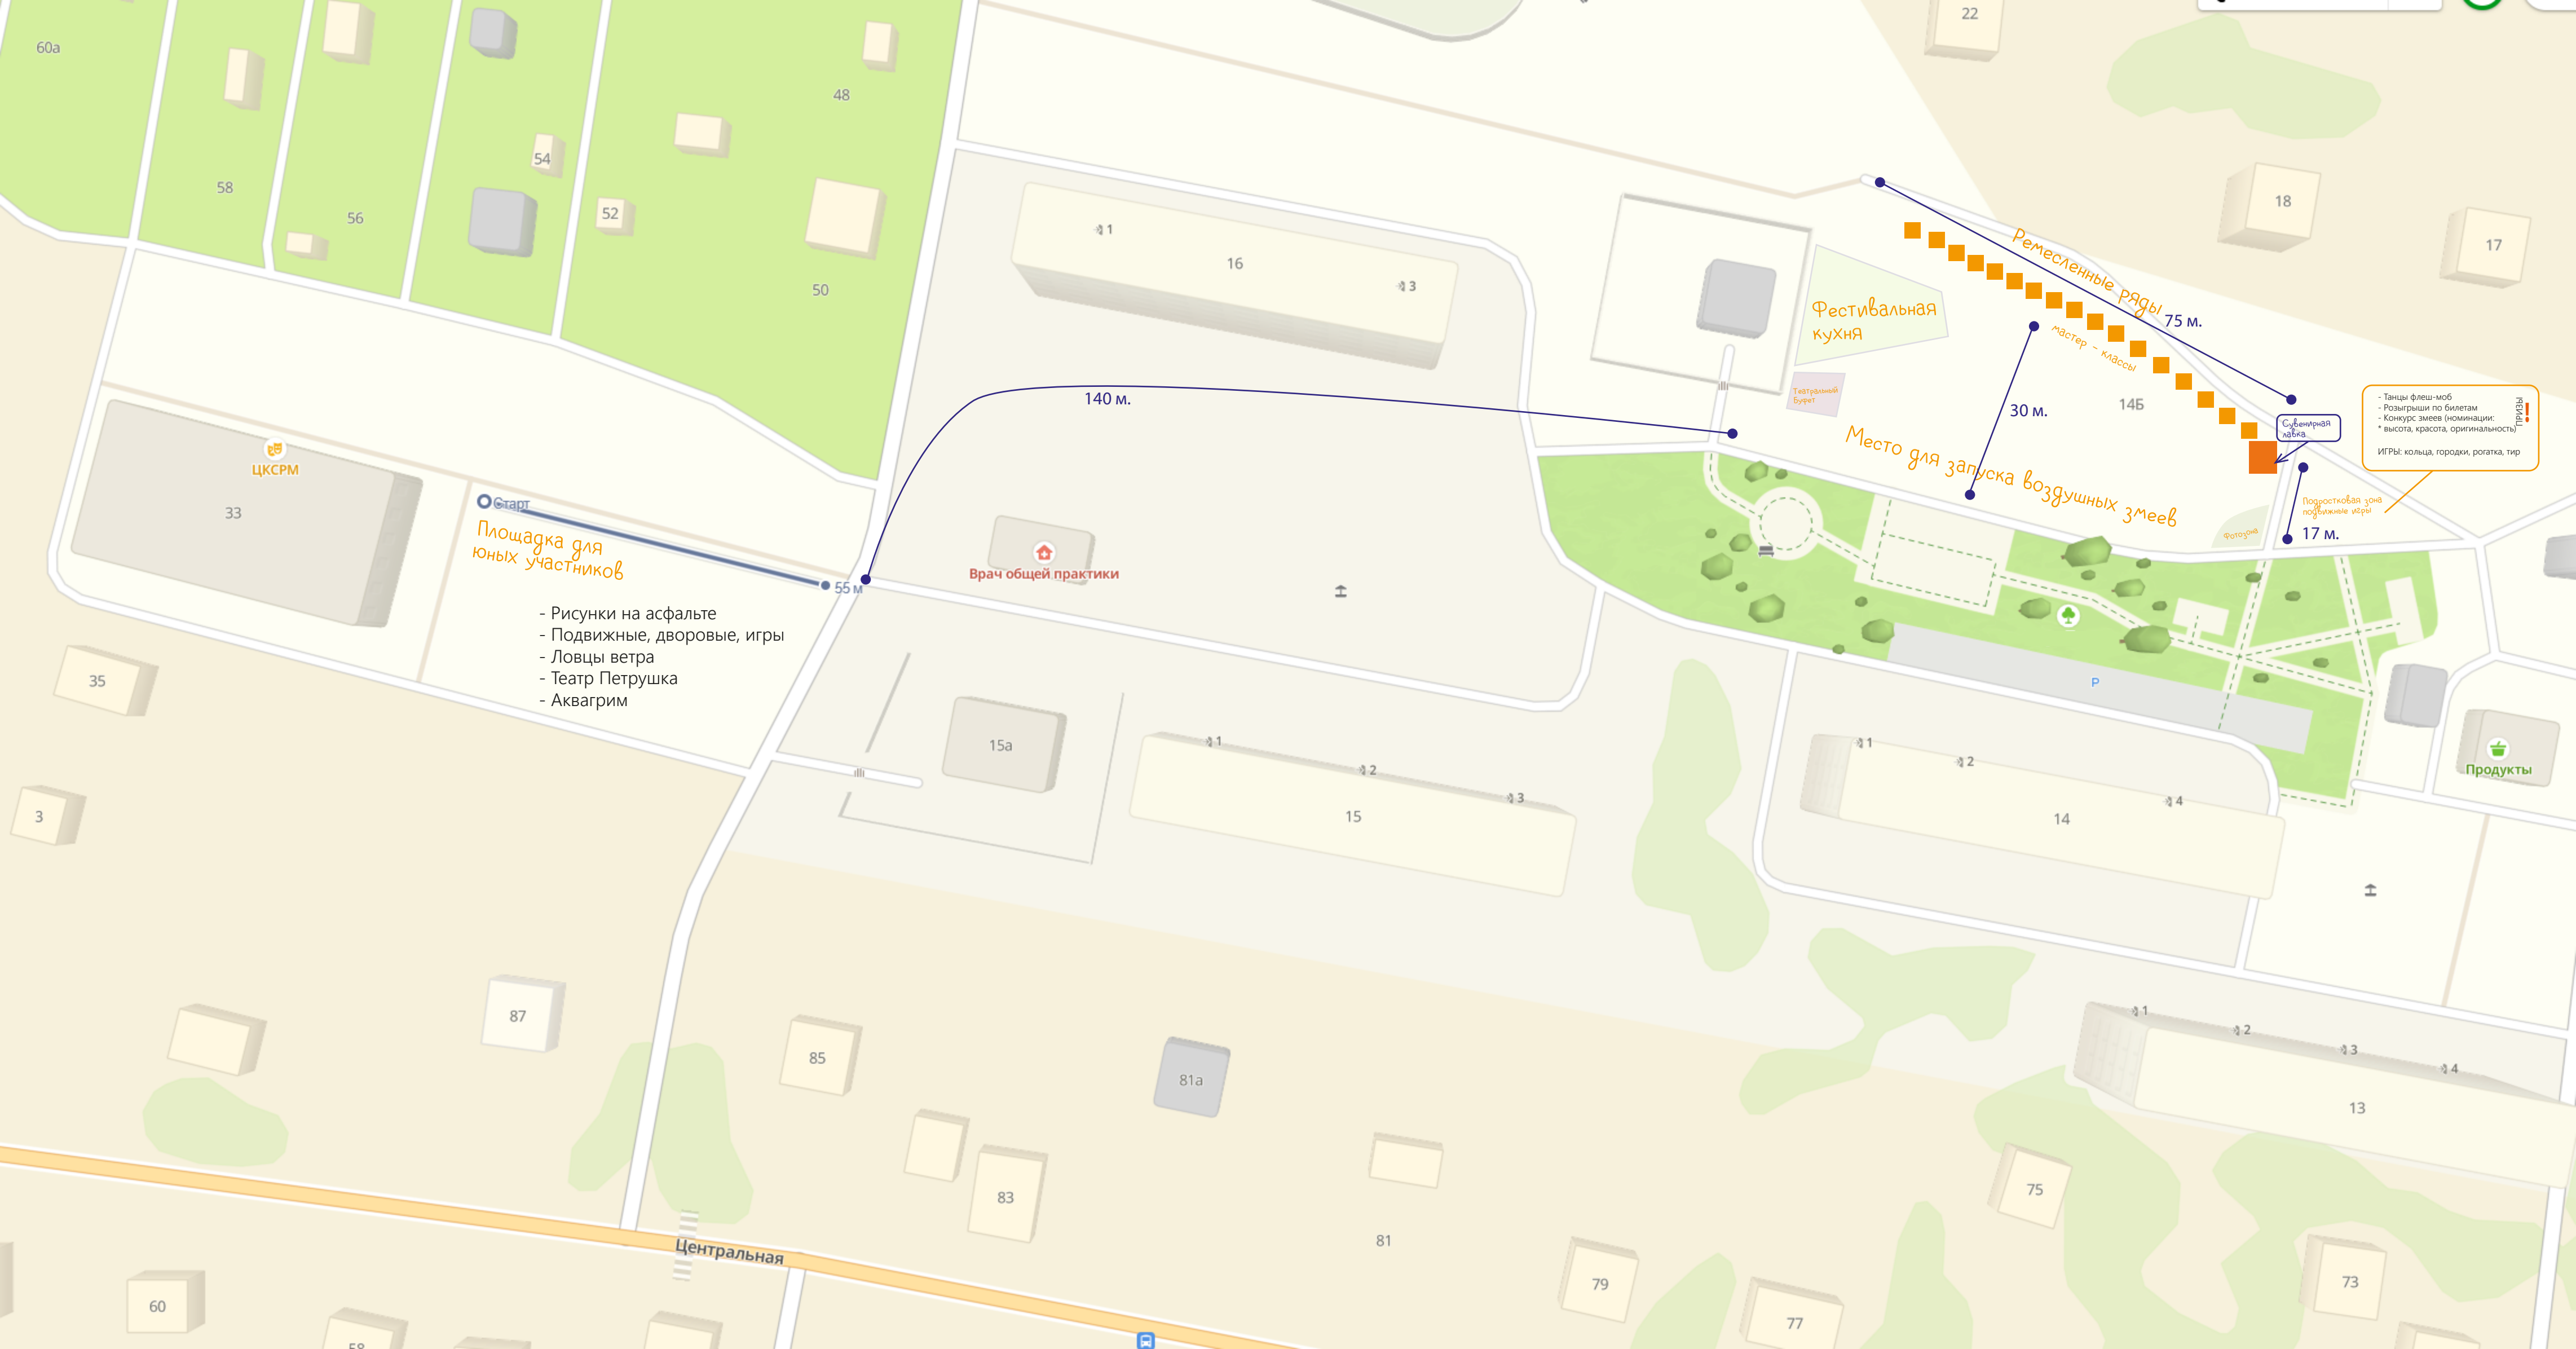 60а
58
56
54
52
48
50
22
18
17
16
1
3
Ремесленные ряды
75 м.
мастер - классы
14Б
Фестивальная
кухня
Театральный
Буфет
30 м.
Место для запуска воздушных змеев
Сувенирная
лавка
- Танцы флеш-моб
- Розыгрыши по билетам
- Конкурс змеев (номинации:
* высота, красота, оригинальность)
ИГРЫ: кольца, городки, рогатка, тир
ПРИЗЫ
!
Подростковая зона
подвижные игры
Фотозона
17 м.
140 м.
ЦКСРМ
33
Старт
55 м
Площадка для
юных участников
- Рисунки на асфальте
- Подвижные, дворовые, игры
- Ловцы ветра
- Театр Петрушка
- Аквагрим
Врач общей практики
35
3
15а
1
2
3
15
P
1
2
4
14
Продукты
87
85
81а
83
81
1
2
3
4
13
75
79
77
73
60
58
Центральная